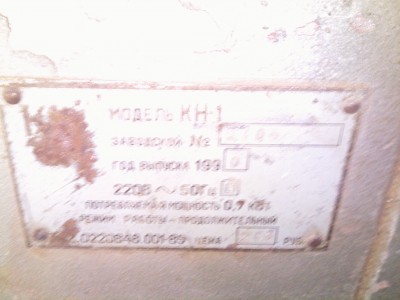 МОДЕЛЬ КН-1
ЗАВОДСКОЙ №
ГОД ВЫПУСКА 199
220В ~ 50Гц
ПОТРЕБЛЯЕМАЯ МОЩНОСТЬ 0,7 кВт
РЕЖИМ РАБОТЫ - ПРОДОЛЖИТЕЛЬНЫЙ
0220848.001-89 ЦЕНА РУБ.